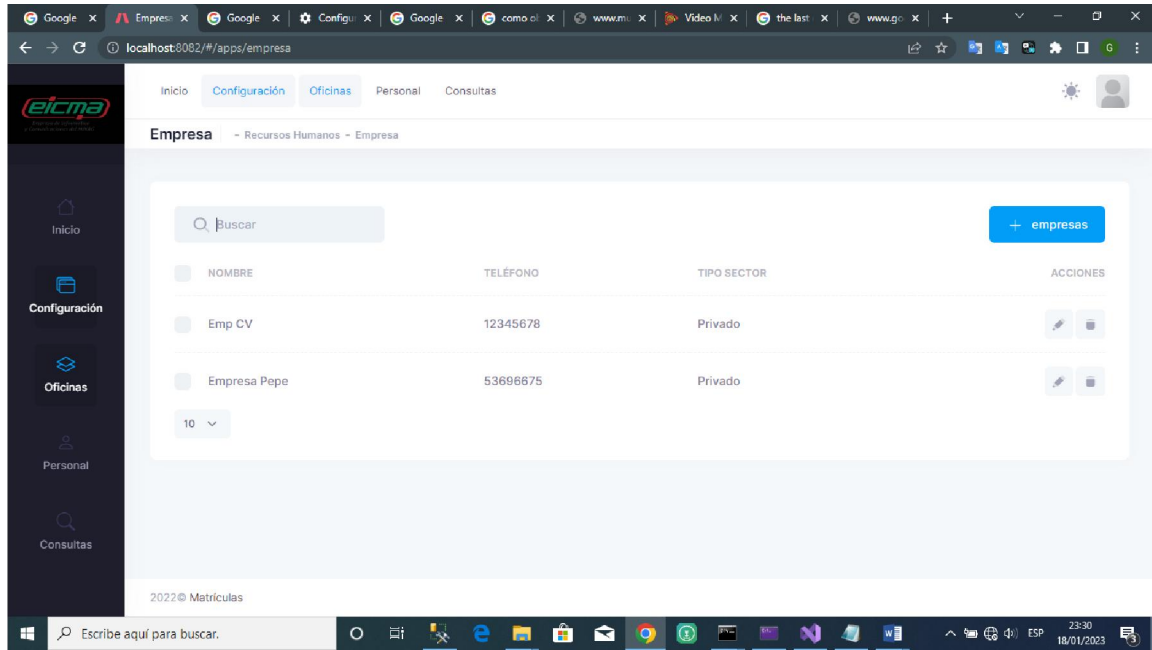 Google
Empres
Google
Configu
Google
como ol
www.mu
Video M
the last
www.go
localhost:8082/#/apps/empresa
G
eicma
Inicio
Configuración
Oficinas
Personal
Consultas
Empresa
- Recursos Humanos - Empresa
Inicio
Configuración
Oficinas
Personal
Consultas
Buscar
+ empresas
NOMBRE
TELÉFONO
TIPO SECTOR
ACCIONES
Emp CV
12345678
Privado
Empresa Pepe
53696675
Privado
10
2022© Matrículas
Escribe aquí para buscar.
ESP
23:30
18/01/2023
3